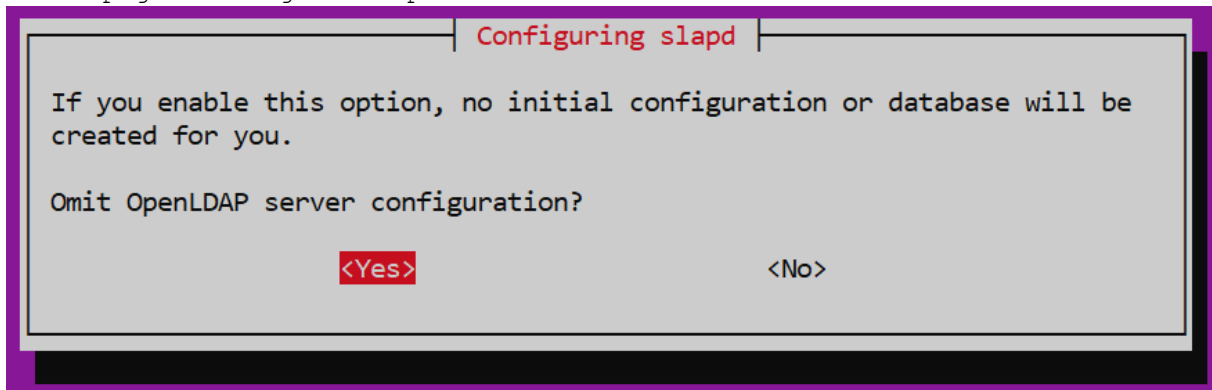 Configuring slapd
If you enable this option, no initial configuration or database will be
created for you.
Omit OpenLDAP server configuration?
<Yes> <No>